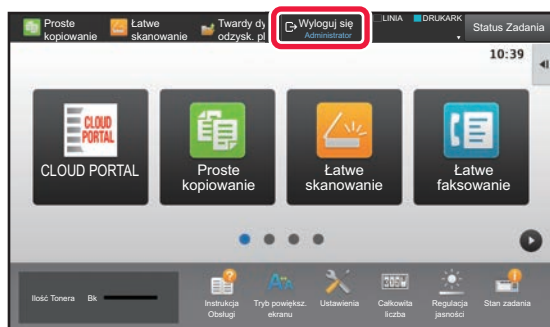 Proste
kopiowanie
Łatwe
skanowanie
Twardy dy
odzysk. pl
Wyloguj się
Administrator
LINIA
DRUKARK
Status Zadania
10:39
CLOUD
PORTAL
CLOUD PORTAL
Proste
kopiowanie
Łatwe
skanowanie
Łatwe
faksowanie
Ilość Tonera Bk
Instrukcja
Obsługi
Tryb powiększ.
ekranu
Ustawienia
Całkowita
liczba
Regulacja
jasności
Stan zadania